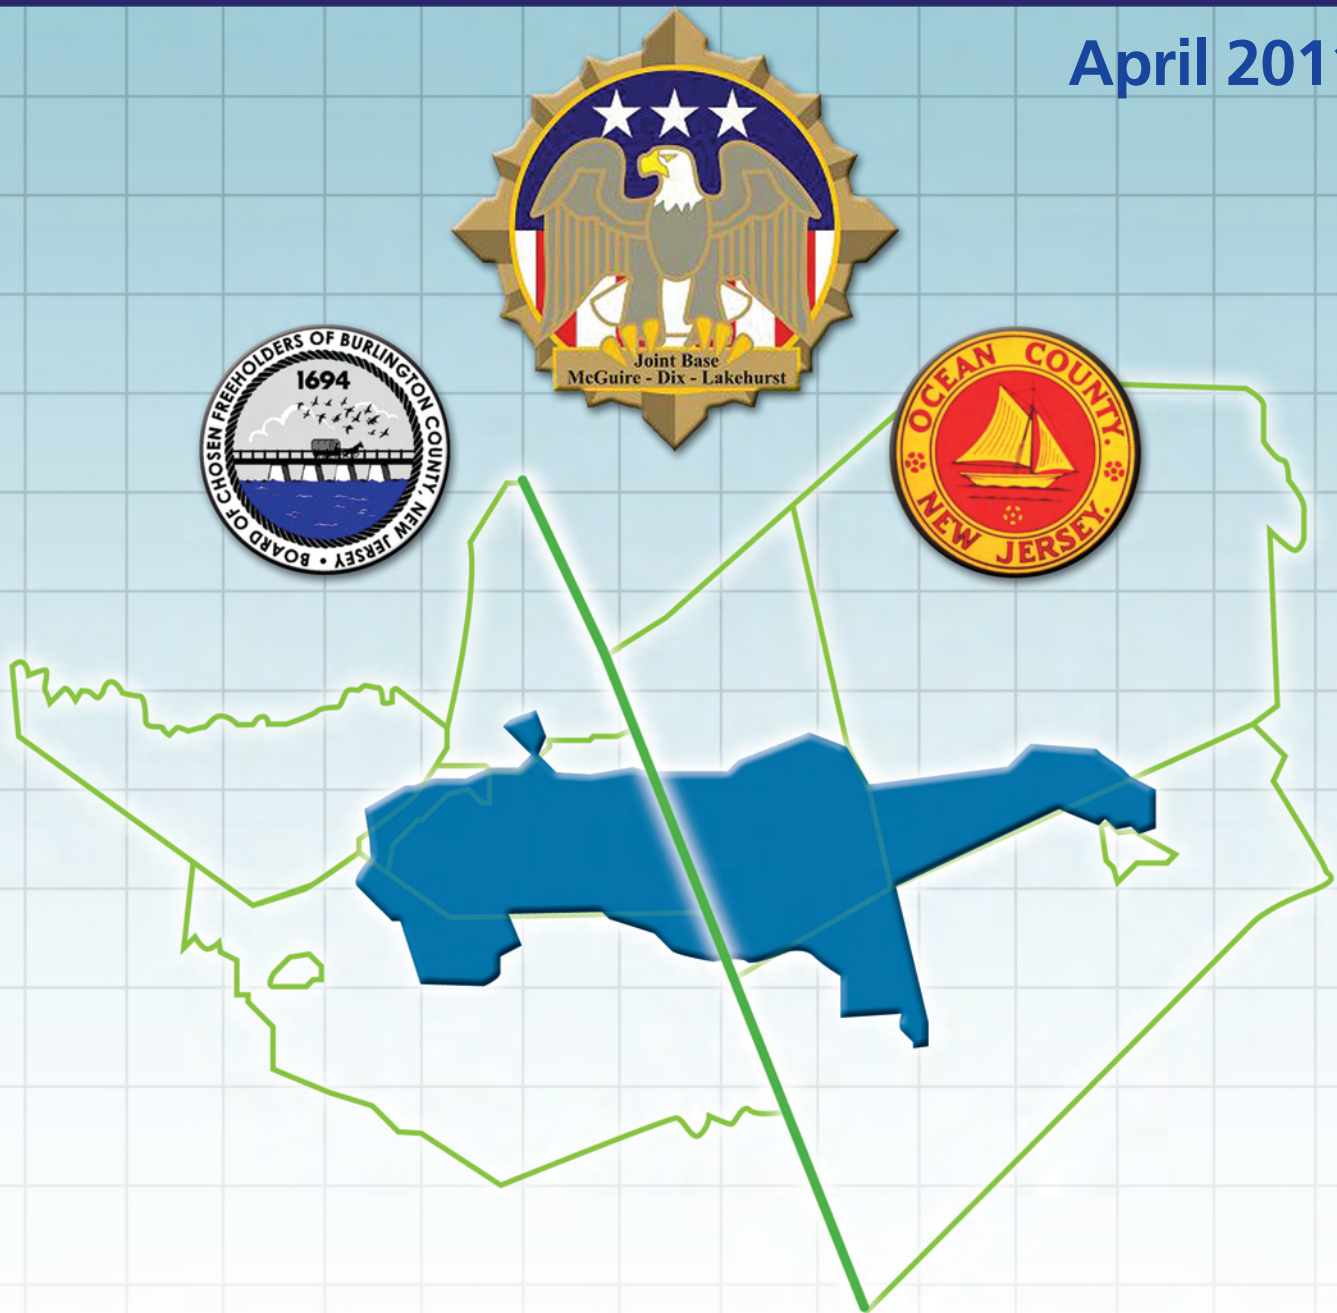 April 201
Joint Base
McGuire - Dix - Lakehurst
BOARD OF CHOSEN FREEHOLDERS OF BURLINGTON COUNTY, NEW JERSEY •
1694
OCEAN COUNTY.
NEW JERSEY.